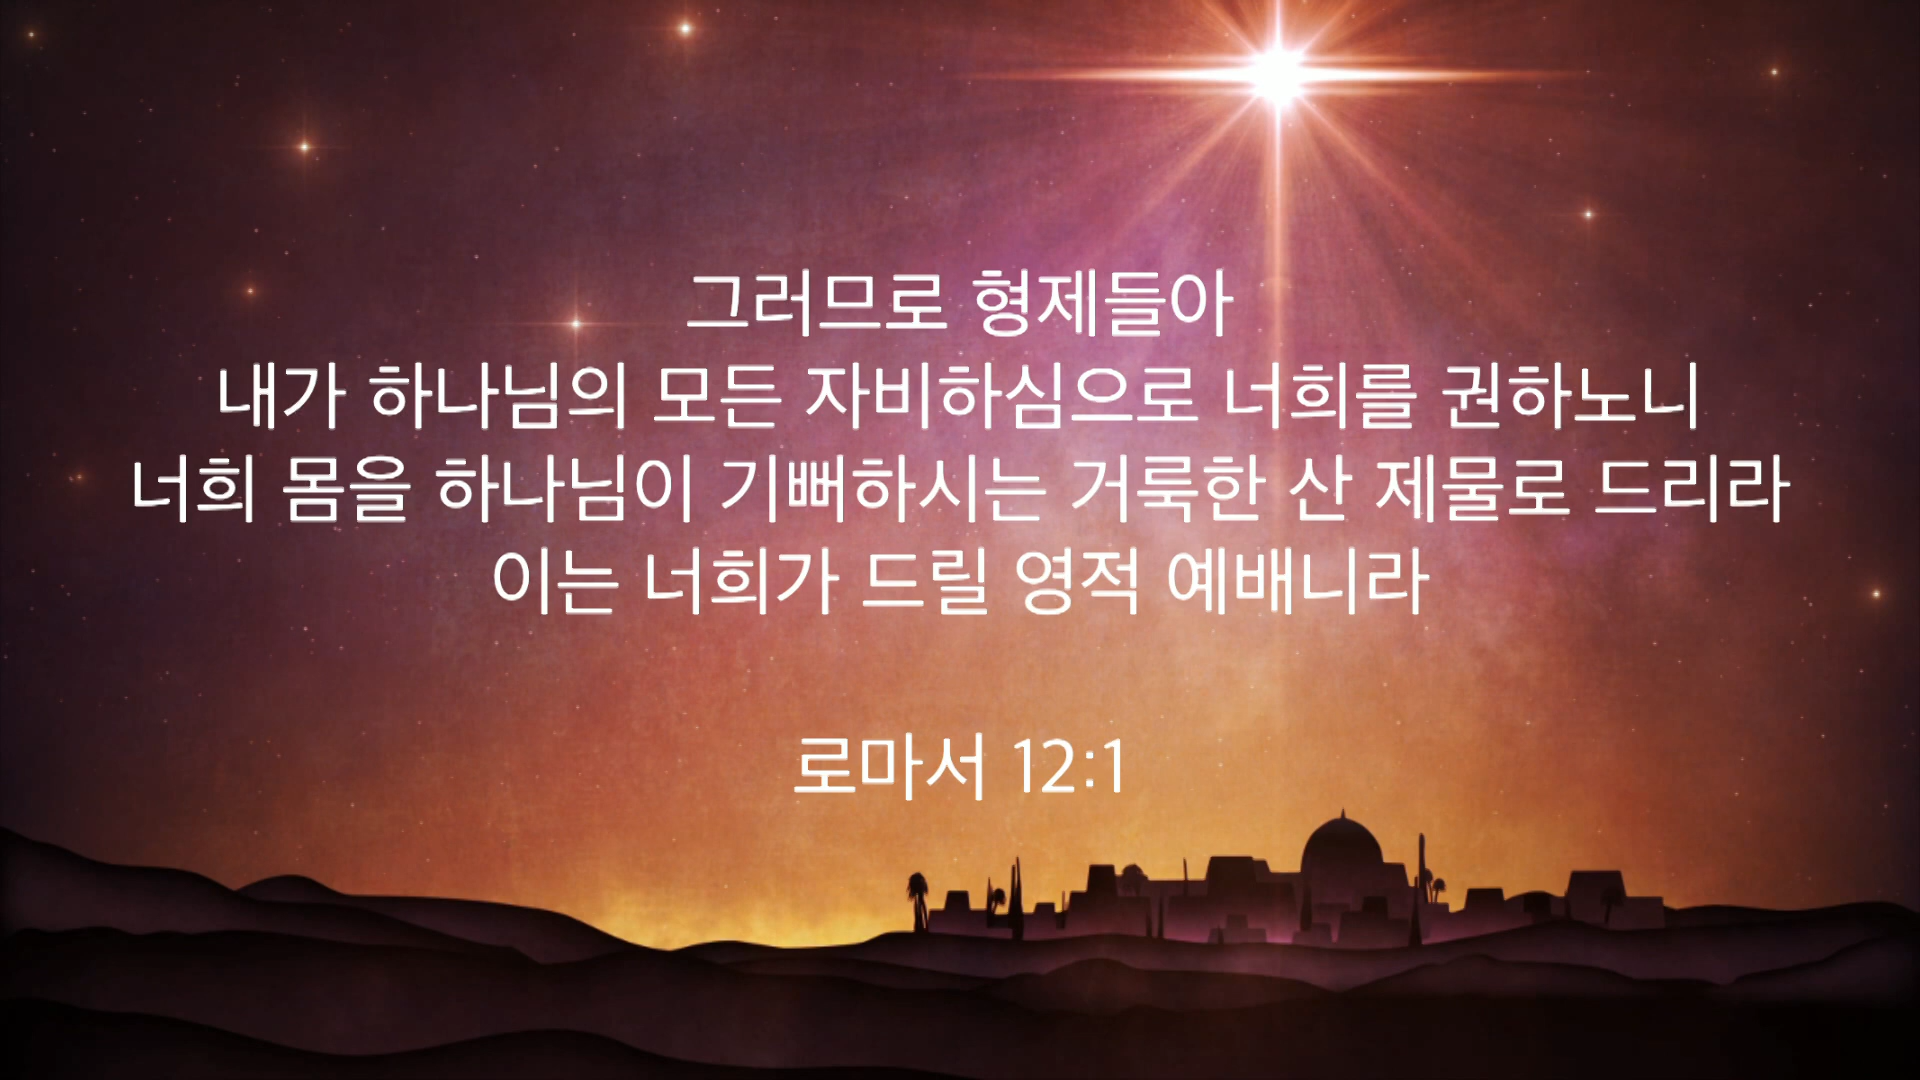 그러므로 형제들아
내가 하나님의 모든 자비하심으로 너희를 권하노니
너희 몸을 하나님이 기뻐하시는 거룩한 산 제물로 드리라
이는 너희가 드릴 영적 예배니라
로마서 12:1